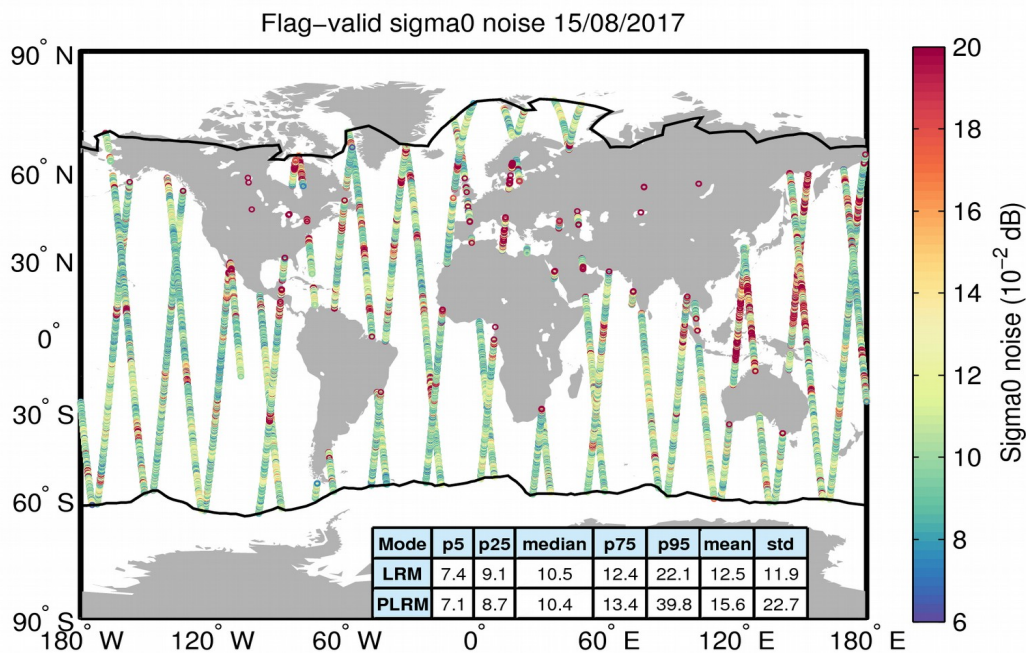 Flag−valid sigma0 noise 15/08/2017
90° N
60° N
30° N
0°
30° S
60° S
90° S
180° W
120° W
60° W
0°
60° E
120° E
180° E
Mode p5 p25 median p75 p95 mean std
LRM 7.4 9.1 10.5 12.4 22.1 12.5 11.9
PLRM 7.1 8.7 10.4 13.4 39.8 15.6 22.7
20
18
16
14
12
10
8
6
Sigma0 noise (10⁻² dB)